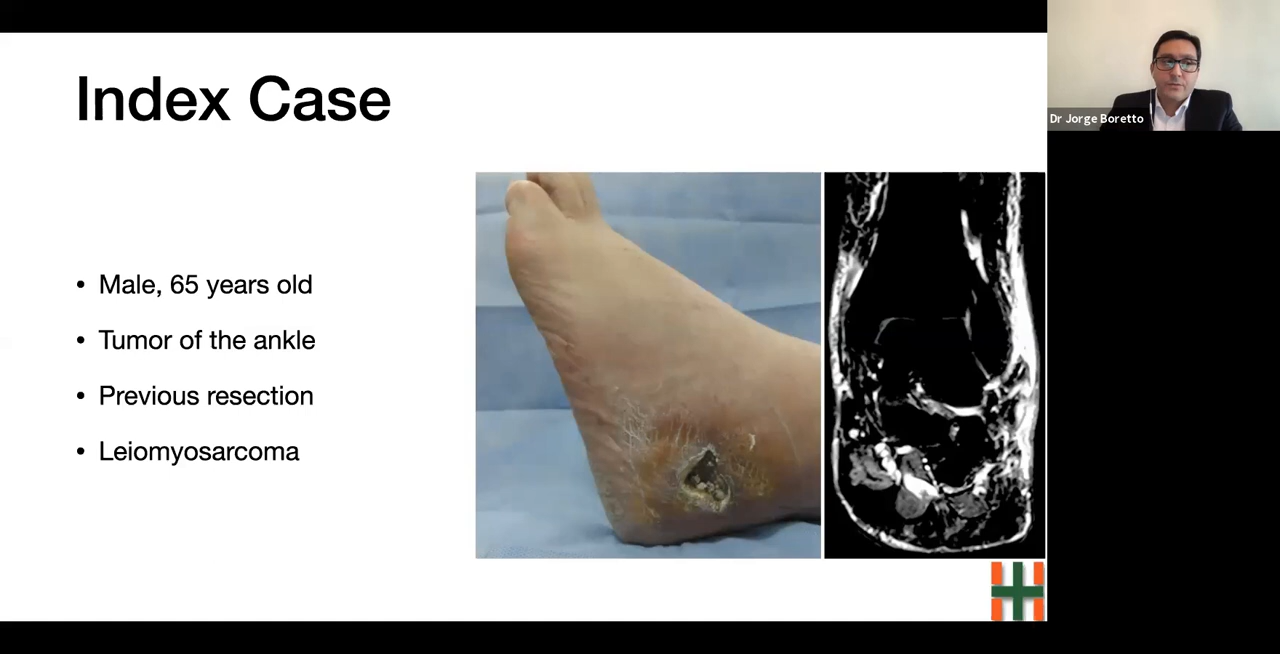 Index Case
• Male, 65 years old
• Tumor of the ankle
• Previous resection
• Leiomyosarcoma
Dr Jorge Boretto